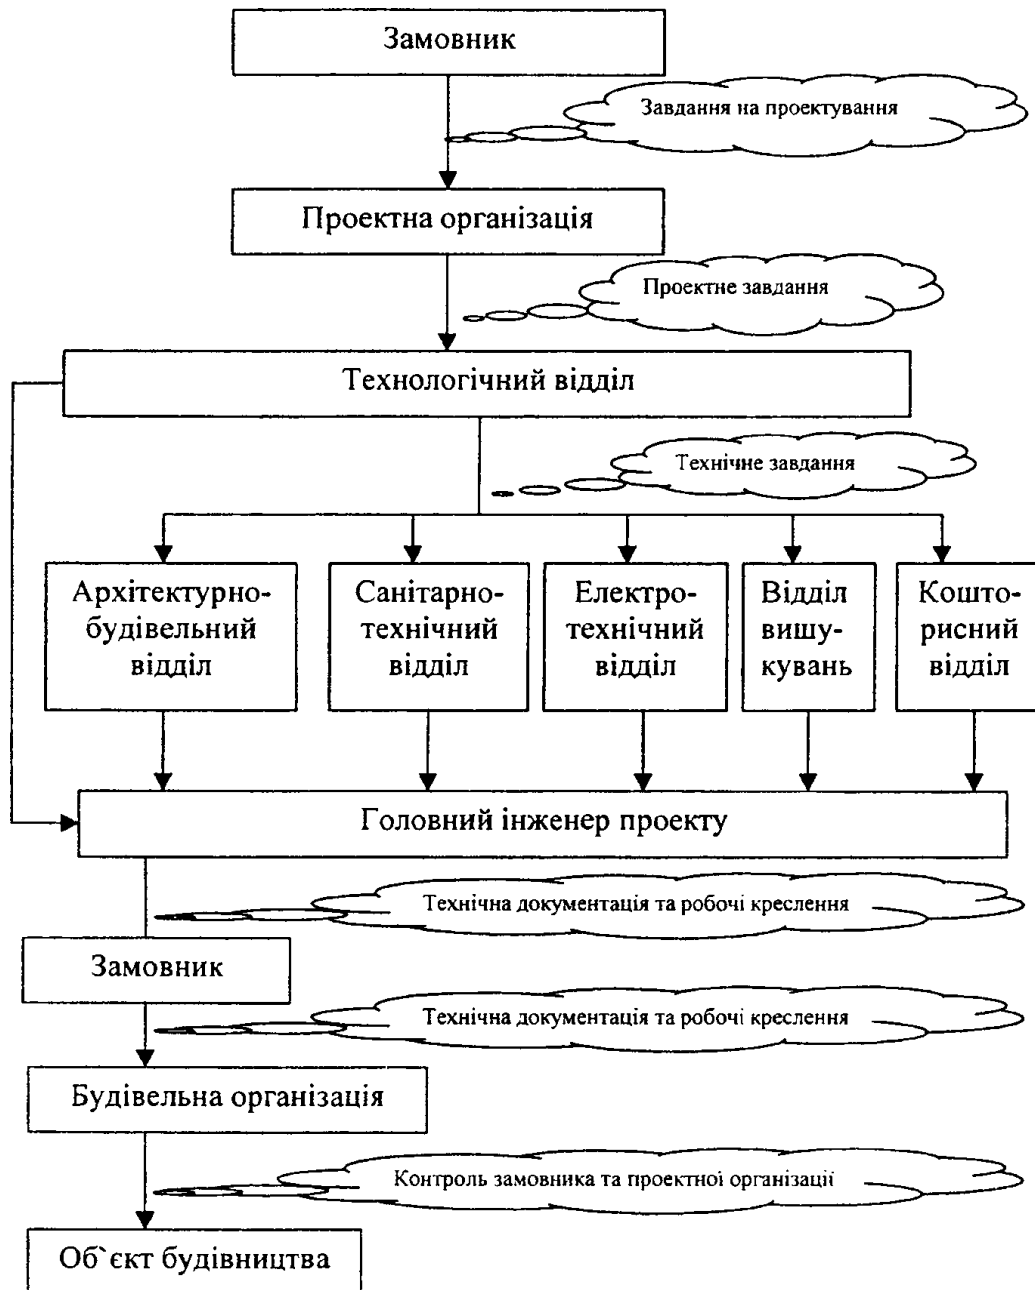 Замовник
Завдання на проектування
Проектна організація
Проектне завдання
Технологічний відділ
Технічне завдання
Архітектурно-
будівельний
відділ
Санітарно-
технічний
відділ
Електро-
технічний
відділ
Відділ
вишу-
кувань
Кошто-
рисний
відділ
Головний інженер проекту
Технічна документація та робочі креслення
Замовник
Технічна документація та робочі креслення
Будівельна організація
Контроль замовника та проектної організації
Об`єкт будівництва